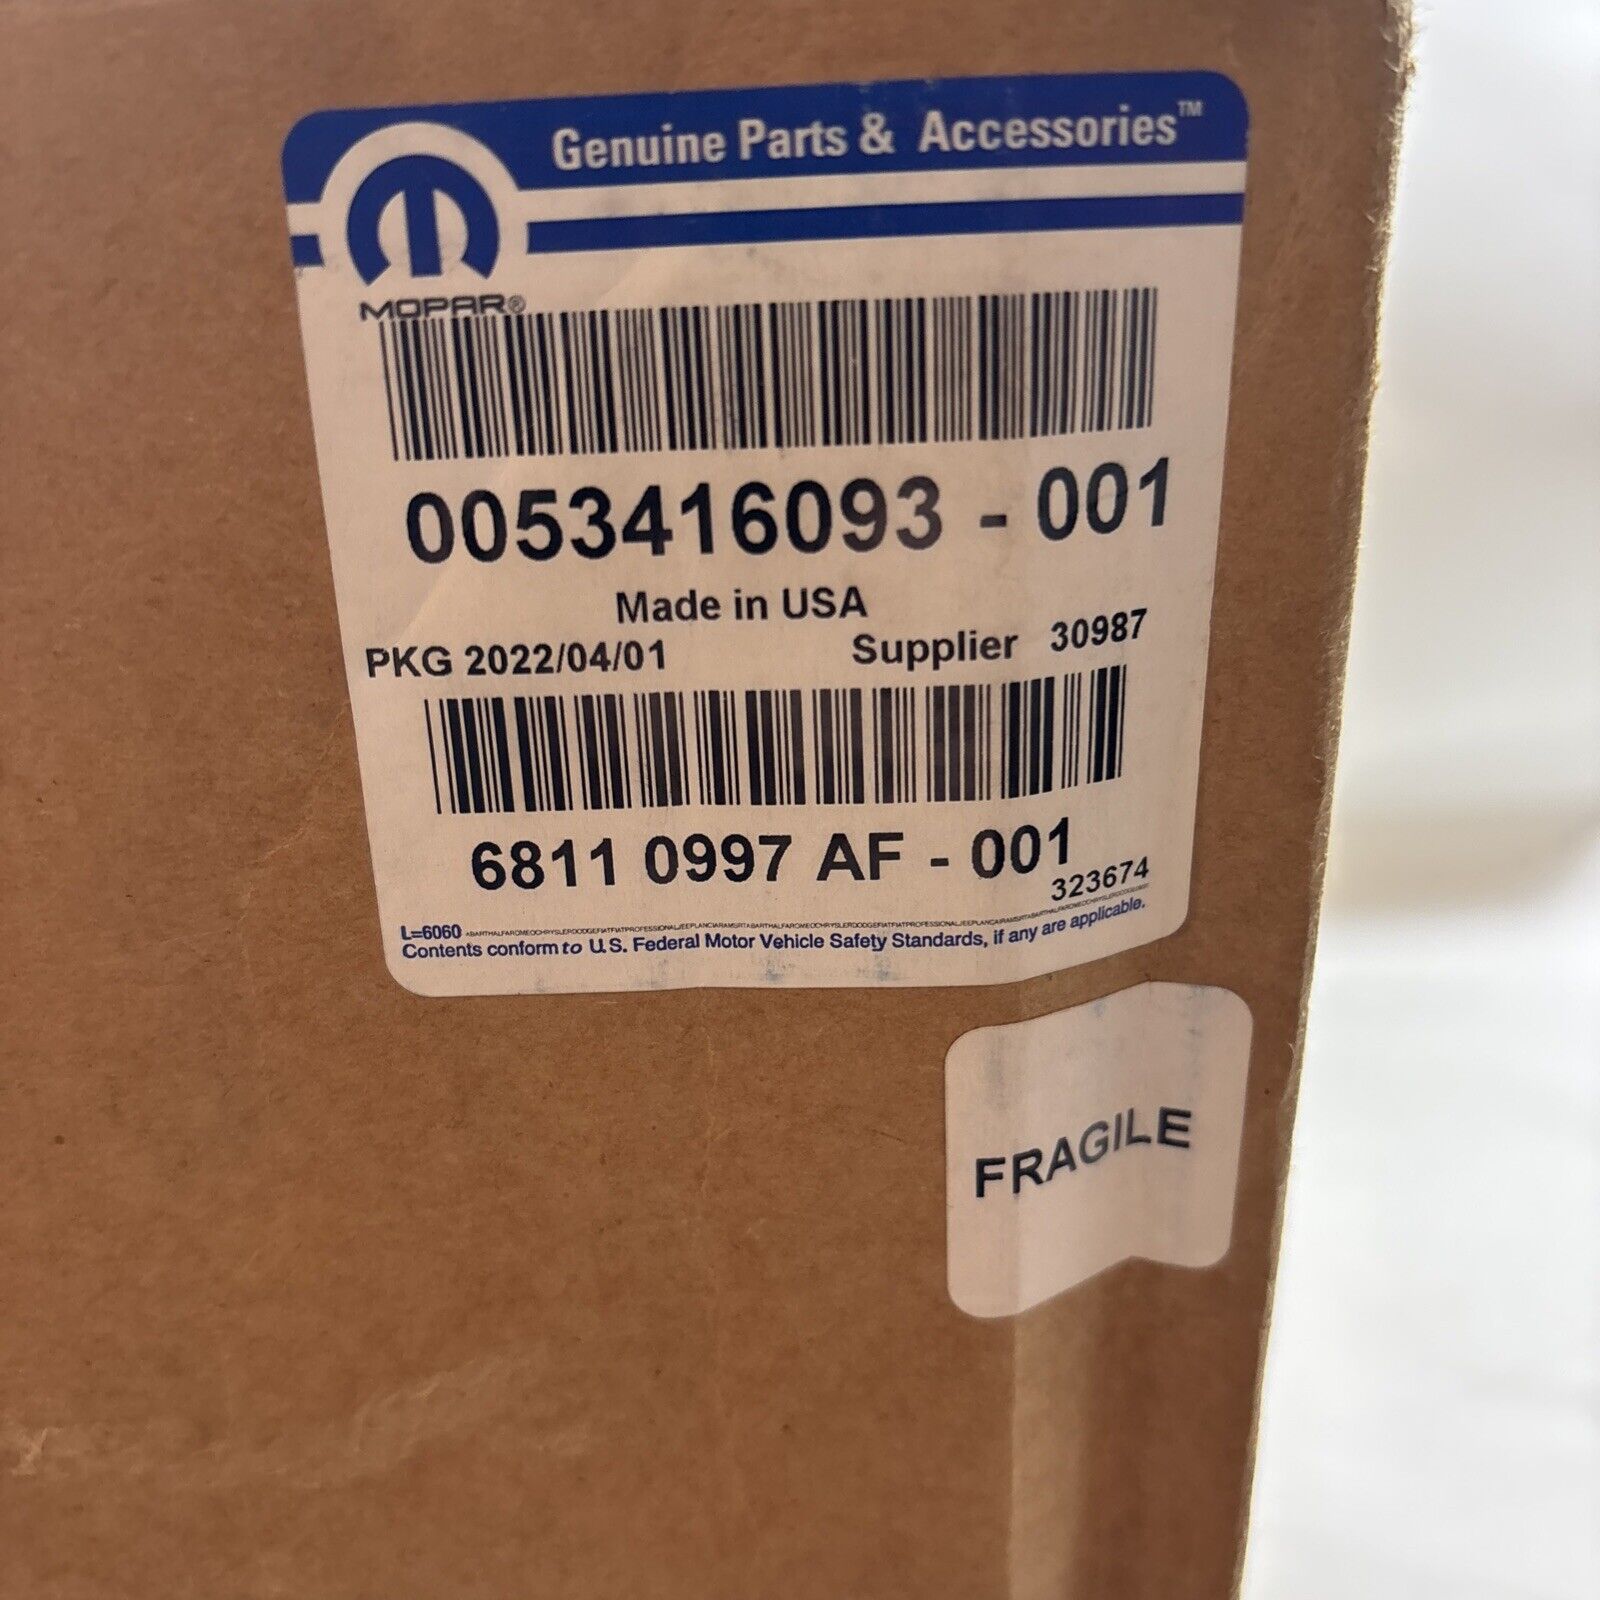 Genuine Parts & Accessories™
MOPAR®
0053416093 - 001
Made in USA
PKG 2022/04/01 Supplier 30987
6811 0997 AF - 001
323674
L=6060
Contents conform to U.S. Federal Motor Vehicle Safety Standards, if any are applicable.
FRAGILE